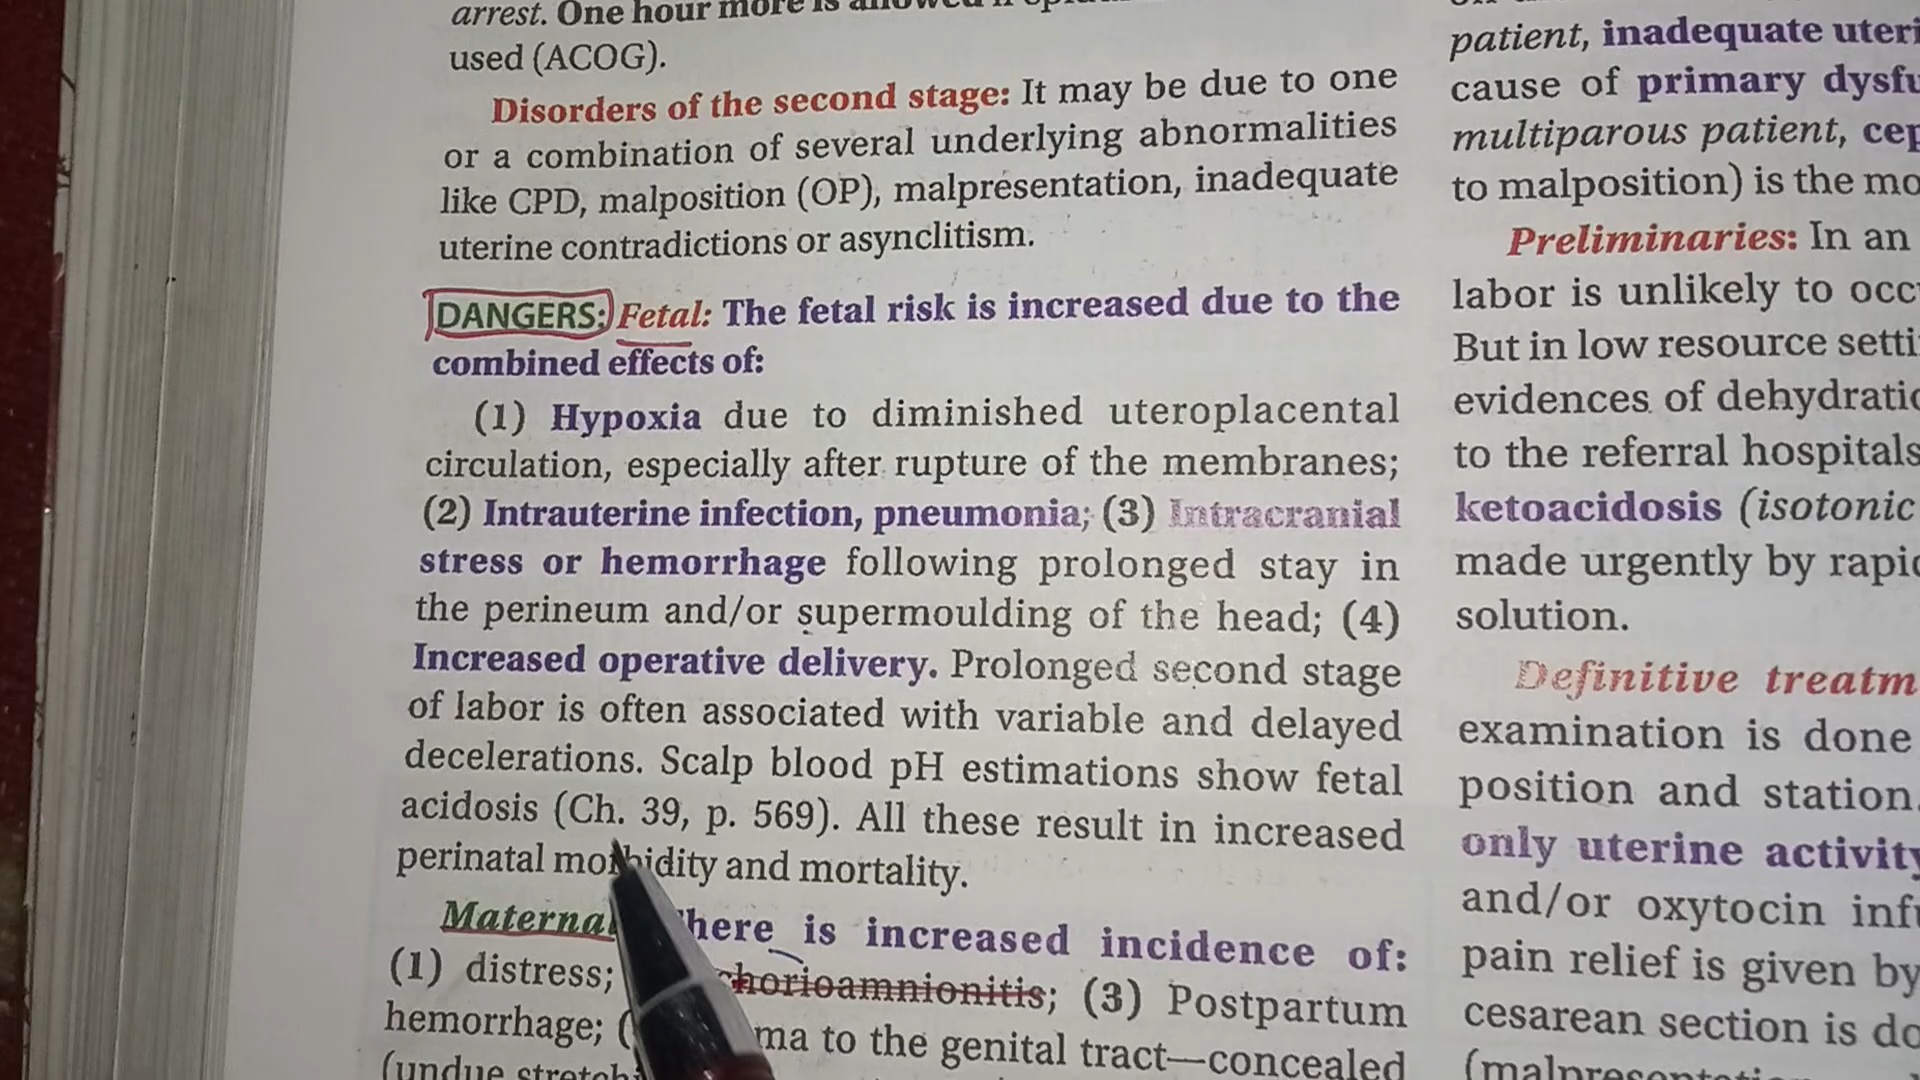 arrest. One hour more is allowed
used (ACOG).
Disorders of the second stage: It may be due to one
or a combination of several underlying abnormalities
like CPD, malposition (OP), malpresentation, inadequate
uterine contradictions or asynclitism.
DANGERS: Fetal: The fetal risk is increased due to the
combined effects of:
(1) Hypoxia due to diminished uteroplacental
circulation, especially after rupture of the membranes;
(2) Intrauterine infection, pneumonia; (3) Intracranial
stress or hemorrhage following prolonged stay in
the perineum and/or supermoulding of the head; (4)
Increased operative delivery. Prolonged second stage
of labor is often associated with variable and delayed
decelerations. Scalp blood pH estimations show fetal
acidosis (Ch. 39, p. 569). All these result in increased
perinatal morbidity and mortality.
Maternal here is increased incidence of:
(1) distress; chorioamnionitis; (3) Postpartum
hemorrhage; ( ma to the genital tract—concealed
(undue
patient, inadequate uteri
cause of primary dysfu
multiparous patient, cep
to malposition) is the mo
Preliminaries: In an
labor is unlikely to occ
But in low resource setti
evidences of dehydratio
to the referral hospitals
ketoacidosis (isotonic
made urgently by rapid
solution.
Definitive treatm
examination is done
position and station.
only uterine activity
and/or oxytocin infu
pain relief is given by
cesarean section is do